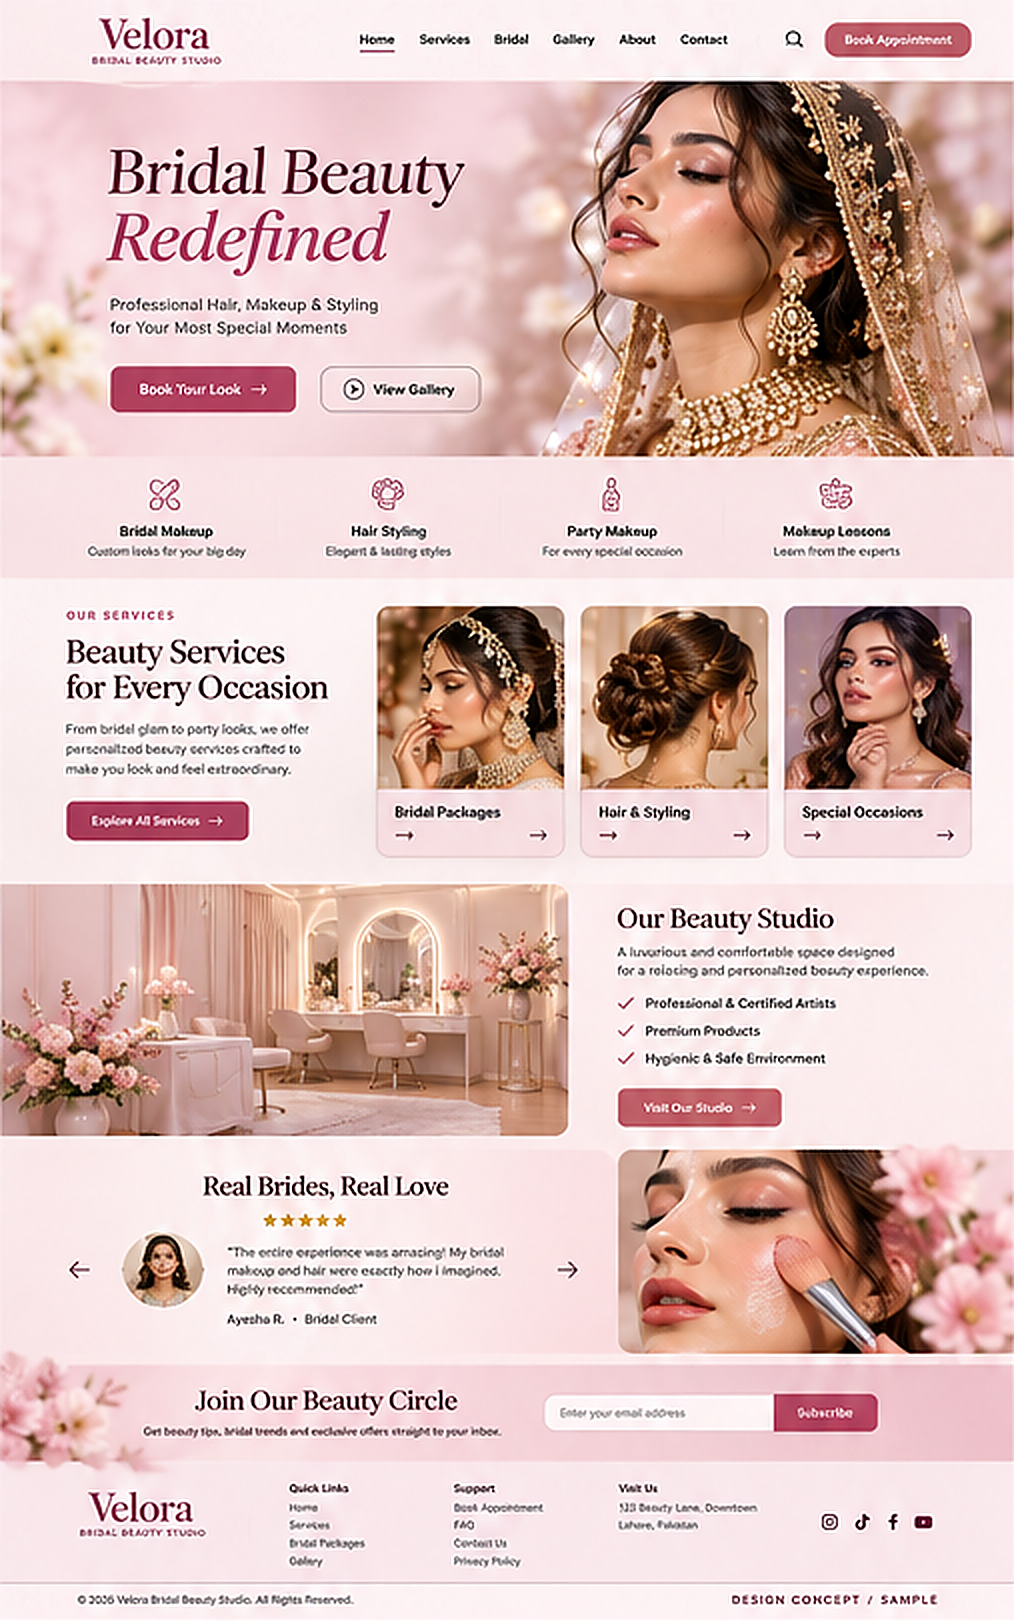 Velora
BRIDAL BEAUTY STUDIO
Home
Services
Bridal
Gallery
About
Contact
Book Appointment
Bridal Beauty
Redefined
Professional Hair, Makeup & Styling
for Your Most Special Moments
Book Your Look
View Gallery
Bridal Makeup
Custom looks for your big day
Hair Styling
Elegant & lasting styles
Party Makeup
For every special occasion
Makeup Lessons
Learn from the experts
OUR SERVICES
Beauty Services
for Every Occasion
From bridal glam to party looks, we offer
personalized beauty services crafted to
make you look and feel extraordinary.
Explore All Services
Bridal Packages
Hair & Styling
Special Occasions
Our Beauty Studio
A luxurious and comfortable space designed
for a relaxing and personalized beauty experience.
Professional & Certified Artists
Premium Products
Hygienic & Safe Environment
Visit Our Studio
Real Brides, Real Love
"The entire experience was amazing! My bridal
makeup and hair were exactly how I imagined.
Highly recommended!"
Ayesha R. • Bridal Client
Join Our Beauty Circle
Get beauty tips, bridal trends and exclusive offers straight to your inbox.
Enter your email address
Subscribe
Velora
BRIDAL BEAUTY STUDIO
Quick Links
Home
Services
Bridal Packages
Gallery
Support
Book Appointment
FAQ
Contact Us
Privacy Policy
Visit Us
123 Beauty Lane, Downtown
Lahore, Pakistan
© 2026 Velora Bridal Beauty Studio. All Rights Reserved.
DESIGN CONCEPT / SAMPLE